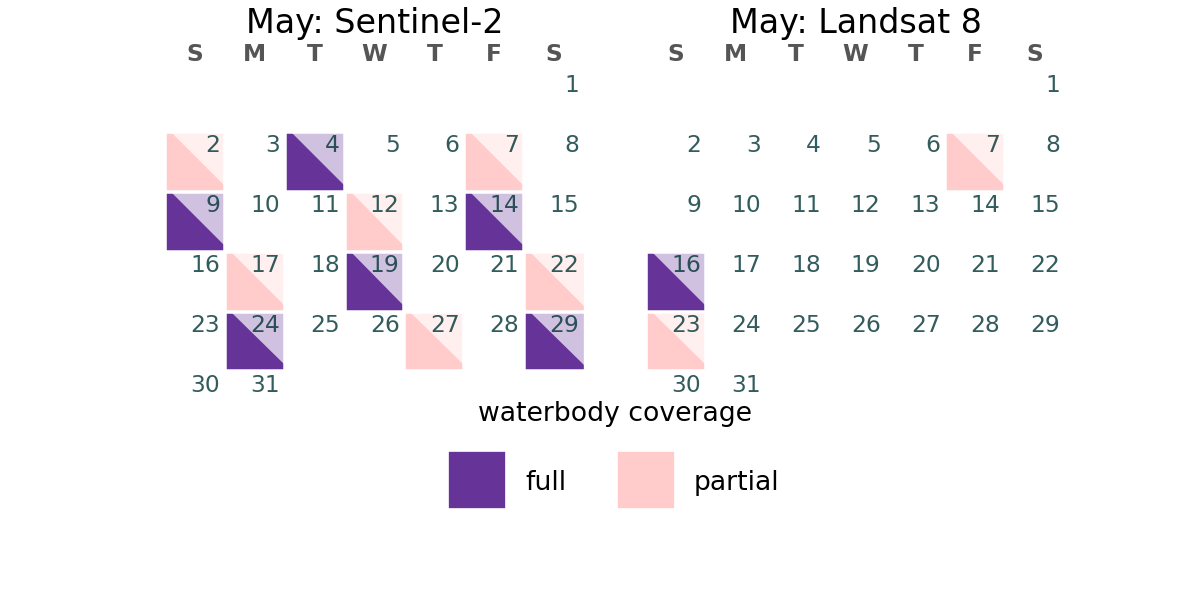 May: Sentinel-2
S M T W T F S
1
2 3 4 5 6 7 8
9 10 11 12 13 14 15
16 17 18 19 20 21 22
23 24 25 26 27 28 29
30 31
May: Landsat 8
S M T W T F S
1
2 3 4 5 6 7 8
9 10 11 12 13 14 15
16 17 18 19 20 21 22
23 24 25 26 27 28 29
30 31
waterbody coverage
full
partial